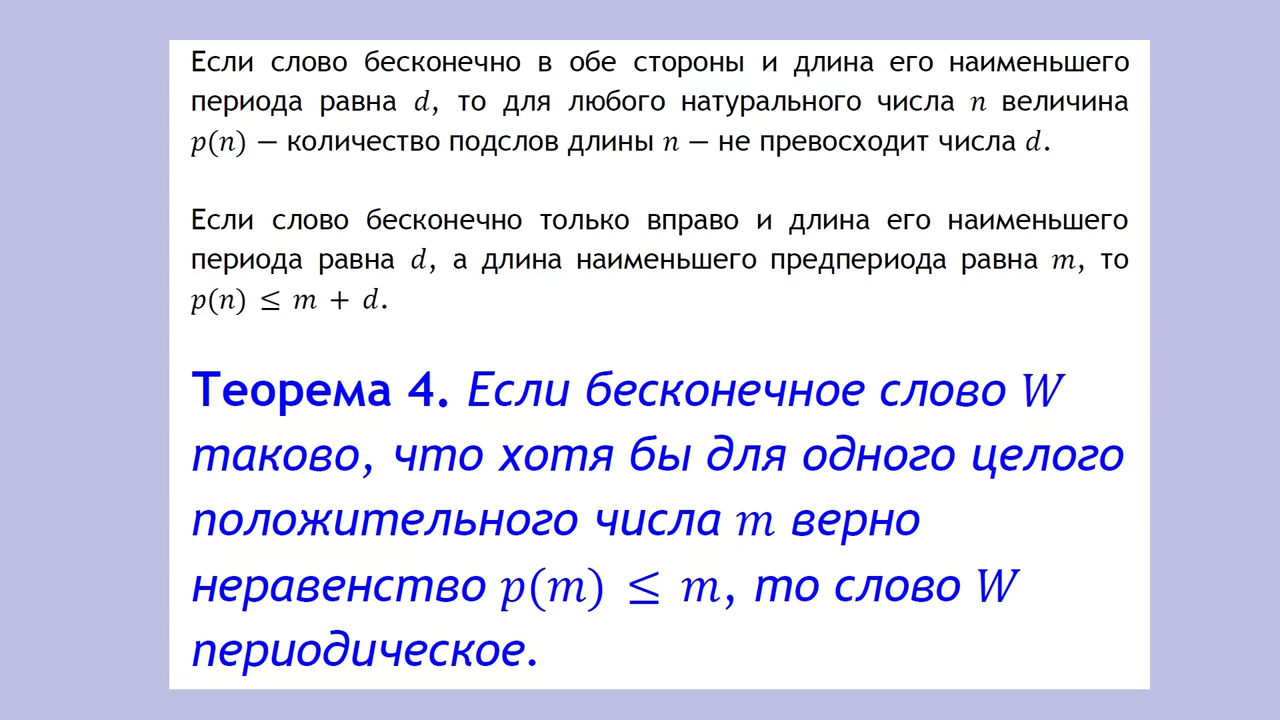 Если слово бесконечно в обе стороны и длина его наименьшего
периода равна d, то для любого натурального числа n величина
p(n) — количество подслов длины n — не превосходит числа d.
Если слово бесконечно только вправо и длина его наименьшего
периода равна d, а длина наименьшего предпериода равна m, то
p(n) ≤ m + d.
Теорема 4. Если бесконечное слово W
таково, что хотя бы для одного целого
положительного числа m верно
неравенство p(m) ≤ m, то слово W
периодическое.